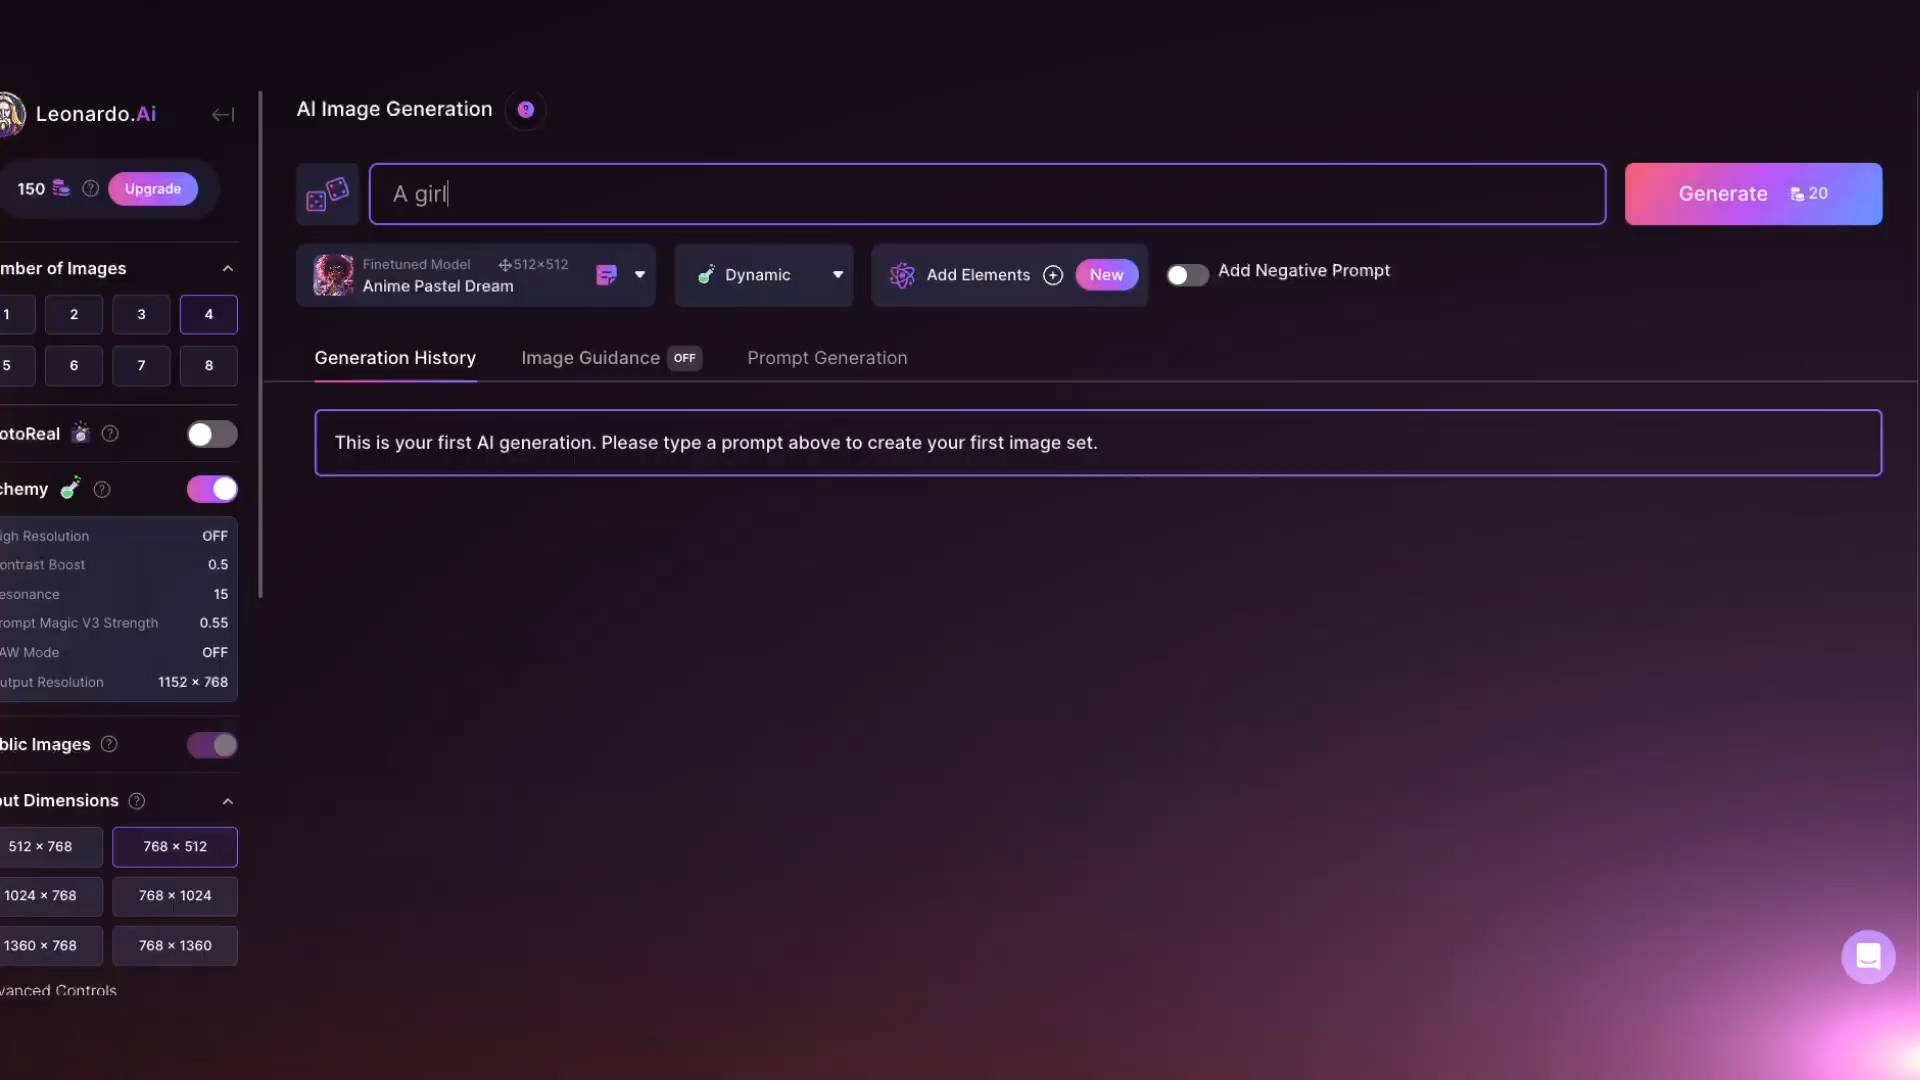 Leonardo.Ai
150 Upgrade
mber of Images
1 2 3 4
5 6 7 8
otoReal
chemy
igh Resolution OFF
ontrast Boost 0.5
esonance 15
rompt Magic V3 Strength 0.55
AW Mode OFF
utput Resolution 1152 × 768
blic Images
out Dimensions
512 × 768 768 × 512
1024 × 768 768 × 1024
1360 × 768 768 × 1360
vanced Controls
AI Image Generation ?
A girl
Generate 20
Finetuned Model 512×512
Anime Pastel Dream
Dynamic
Add Elements New
Add Negative Prompt
Generation History Image Guidance OFF Prompt Generation
This is your first AI generation. Please type a prompt above to create your first image set.